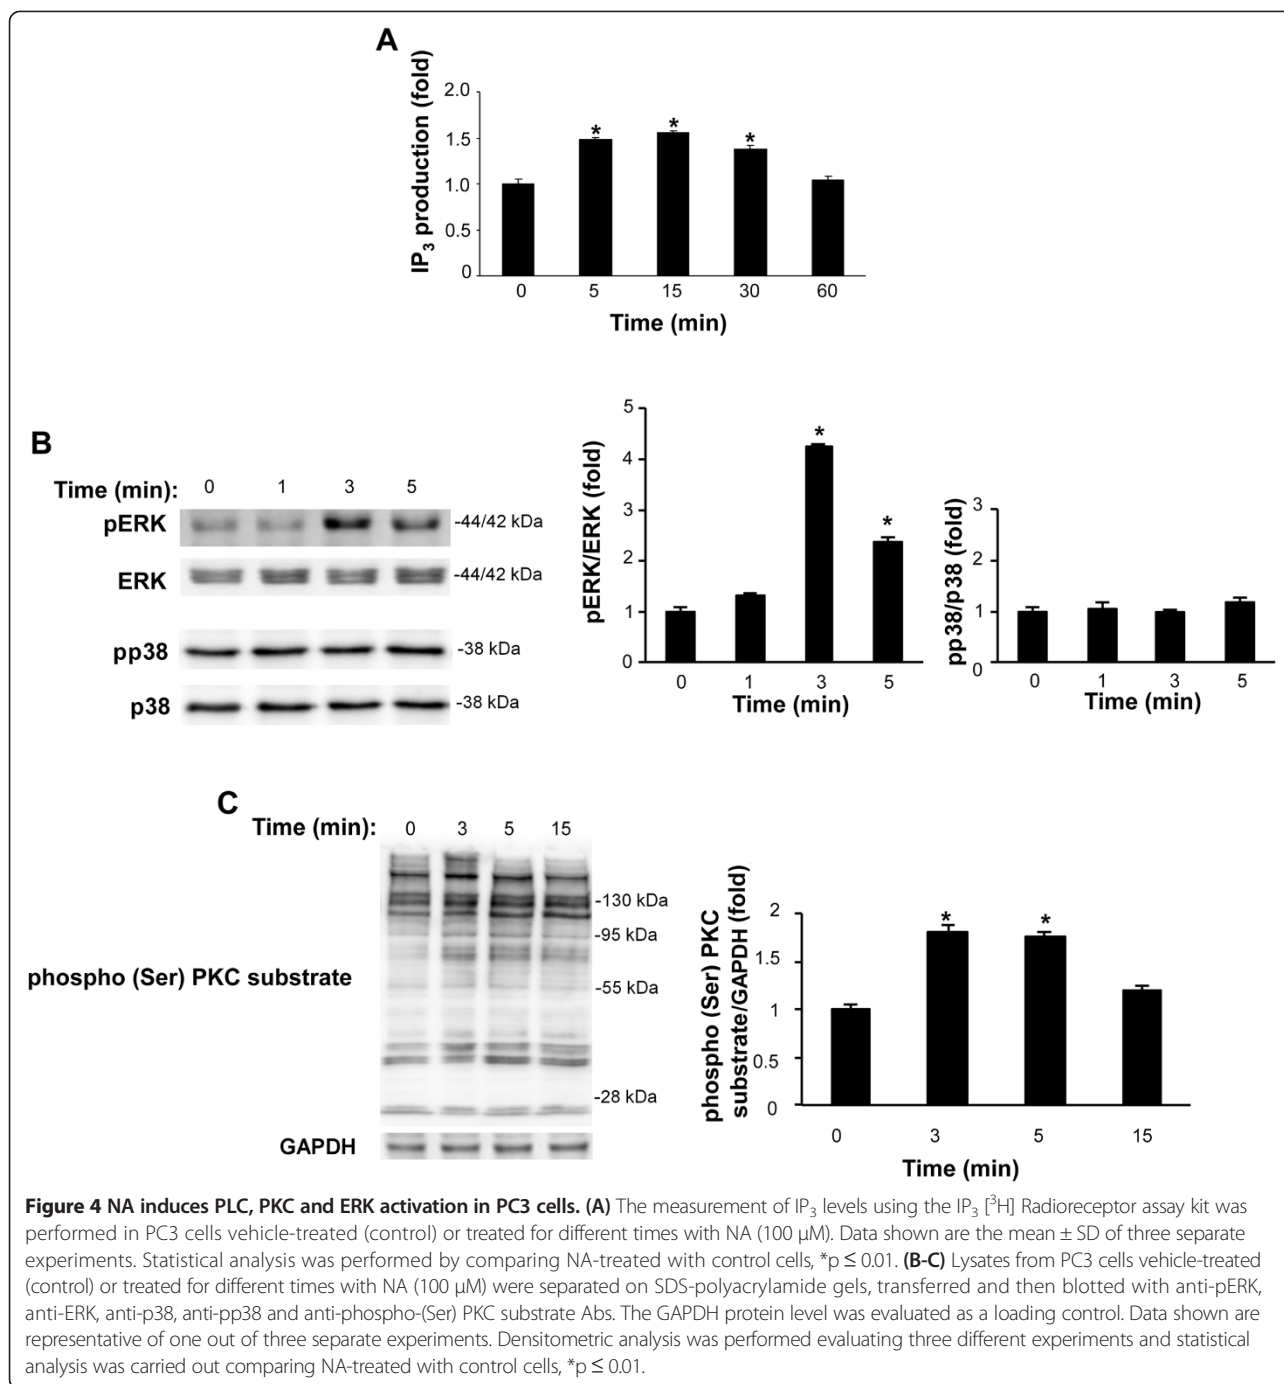 A
IP3 production (fold)
2.0
1.5
1.0
0.5
0
* * *
0 5 15 30 60
Time (min)
B
Time (min): 0 1 3 5
pERK -44/42 kDa
ERK -44/42 kDa
pp38 -38 kDa
p38 -38 kDa
pERK/ERK (fold)
5
4
3
2
1
0
* *
0 1 3 5
Time (min)
pp38/p38 (fold)
3
2
1
0
0 1 3 5
Time (min)
C
Time (min): 0 3 5 15
-130 kDa
-95 kDa
phospho (Ser) PKC substrate
-55 kDa
-28 kDa
GAPDH
phospho (Ser) PKC
substrate/GAPDH (fold)
2
1.5
1
0.5
0
* *
0 3 5 15
Time (min)
Figure 4 NA induces PLC, PKC and ERK activation in PC3 cells. (A) The measurement of IP3 levels using the IP3 [3H] Radioreceptor assay kit was
performed in PC3 cells vehicle-treated (control) or treated for different times with NA (100 μM). Data shown are the mean ± SD of three separate
experiments. Statistical analysis was performed by comparing NA-treated with control cells, *p ≤ 0.01. (B-C) Lysates from PC3 cells vehicle-treated
(control) or treated for different times with NA (100 μM) were separated on SDS-polyacrylamide gels, transferred and then blotted with anti-pERK,
anti-ERK, anti-p38, anti-pp38 and anti-phospho-(Ser) PKC substrate Abs. The GAPDH protein level was evaluated as a loading control. Data shown are
representative of one out of three separate experiments. Densitometric analysis was performed evaluating three different experiments and statistical
analysis was carried out comparing NA-treated with control cells, *p ≤ 0.01.